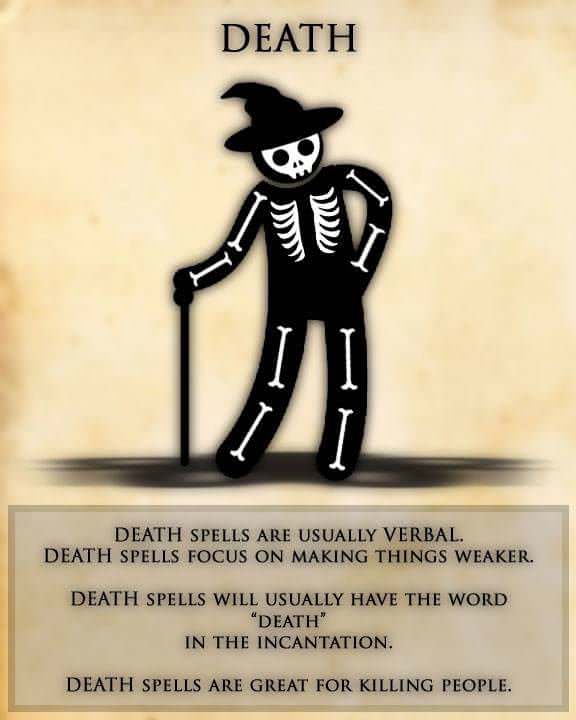 DEATH
DEATH SPELLS ARE USUALLY VERBAL.
DEATH SPELLS FOCUS ON MAKING THINGS WEAKER.
DEATH SPELLS WILL USUALLY HAVE THE WORD
"DEATH"
IN THE INCANTATION.
DEATH SPELLS ARE GREAT FOR KILLING PEOPLE.